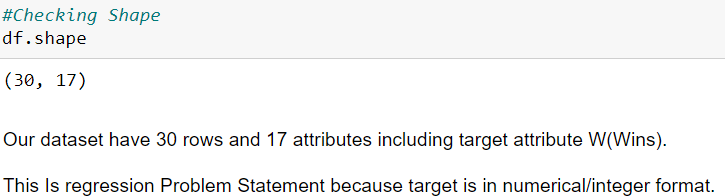 #Checking Shape
df.shape
(30, 17)
Our dataset have 30 rows and 17 attributes including target attribute W(Wins).
This Is regression Problem Statement because target is in numerical/integer format.